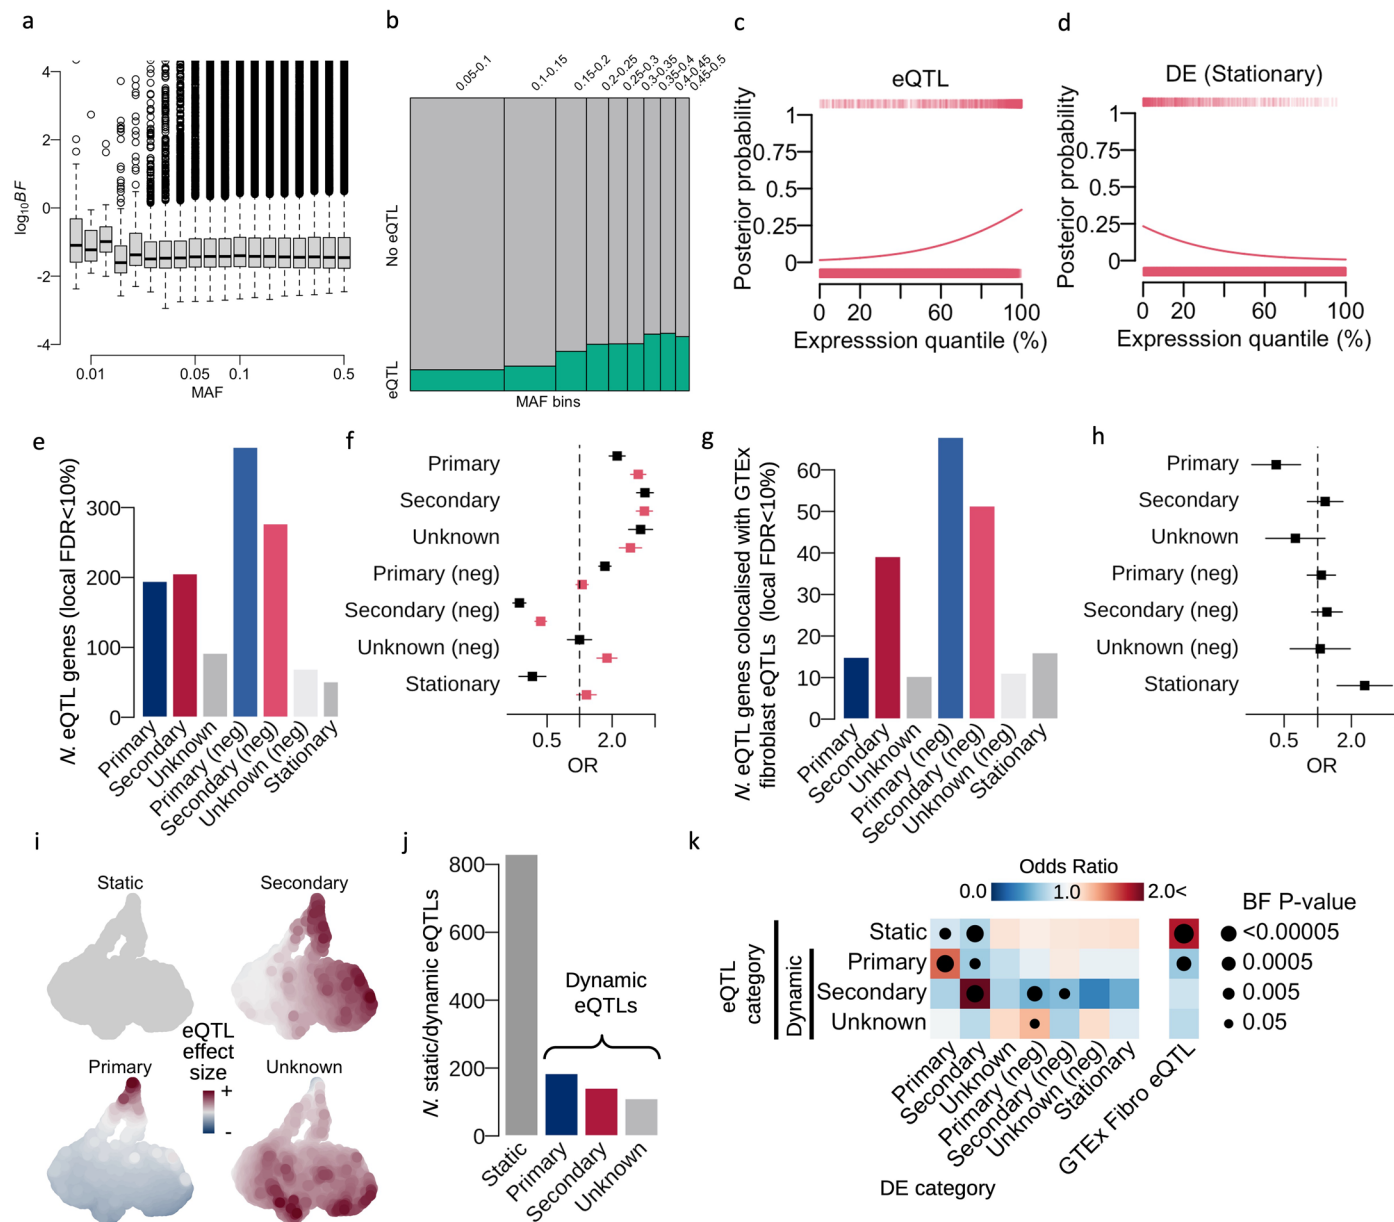 a
log10BF
4
2
0
-2
-4
0.01
0.05
0.1
0.5
MAF
b
0.05-0.1
0.1-0.15
0.15-0.2
0.2-0.25
0.25-0.3
0.3-0.35
0.35-0.4
0.4-0.45
0.45-0.5
No eQTL
eQTL
MAF bins
c
eQTL
Posterior probability
1
0.75
0.5
0.25
0
0 20 60 100
Expresssion quantile (%)
d
DE (Stationary)
Posterior probability
1
0.75
0.5
0.25
0
0 20 60 100
Expresssion quantile (%)
e
N. eQTL genes (local FDR<10%)
300
200
100
0
Primary
Secondary
Unknown
Primary (neg)
Secondary (neg)
Unknown (neg)
Stationary
f
Primary
Secondary
Unknown
Primary (neg)
Secondary (neg)
Unknown (neg)
Stationary
0.5 2.0
OR
g
N. eQTL genes colocalised with GTEx
fibroblast eQTLs (local FDR<10%)
60
50
40
30
20
10
0
Primary
Secondary
Unknown
Primary (neg)
Secondary (neg)
Unknown (neg)
Stationary
h
Primary
Secondary
Unknown
Primary (neg)
Secondary (neg)
Unknown (neg)
Stationary
0.5 2.0
OR
i
Static
Secondary
Primary
Unknown
eQTL
effect
size
+
-
j
N. static/dynamic eQTLs
800
600
400
200
0
Dynamic
eQTLs
Static
Primary
Secondary
Unknown
k
Odds Ratio
0.0 1.0 2.0<
BF P-value
<0.00005
0.0005
0.005
0.05
eQTL
category
Dynamic
Static
Primary
Secondary
Unknown
Primary
Secondary
Unknown
Primary (neg)
Secondary (neg)
Unknown (neg)
Stationary
GTEx Fibro eQTL
DE category